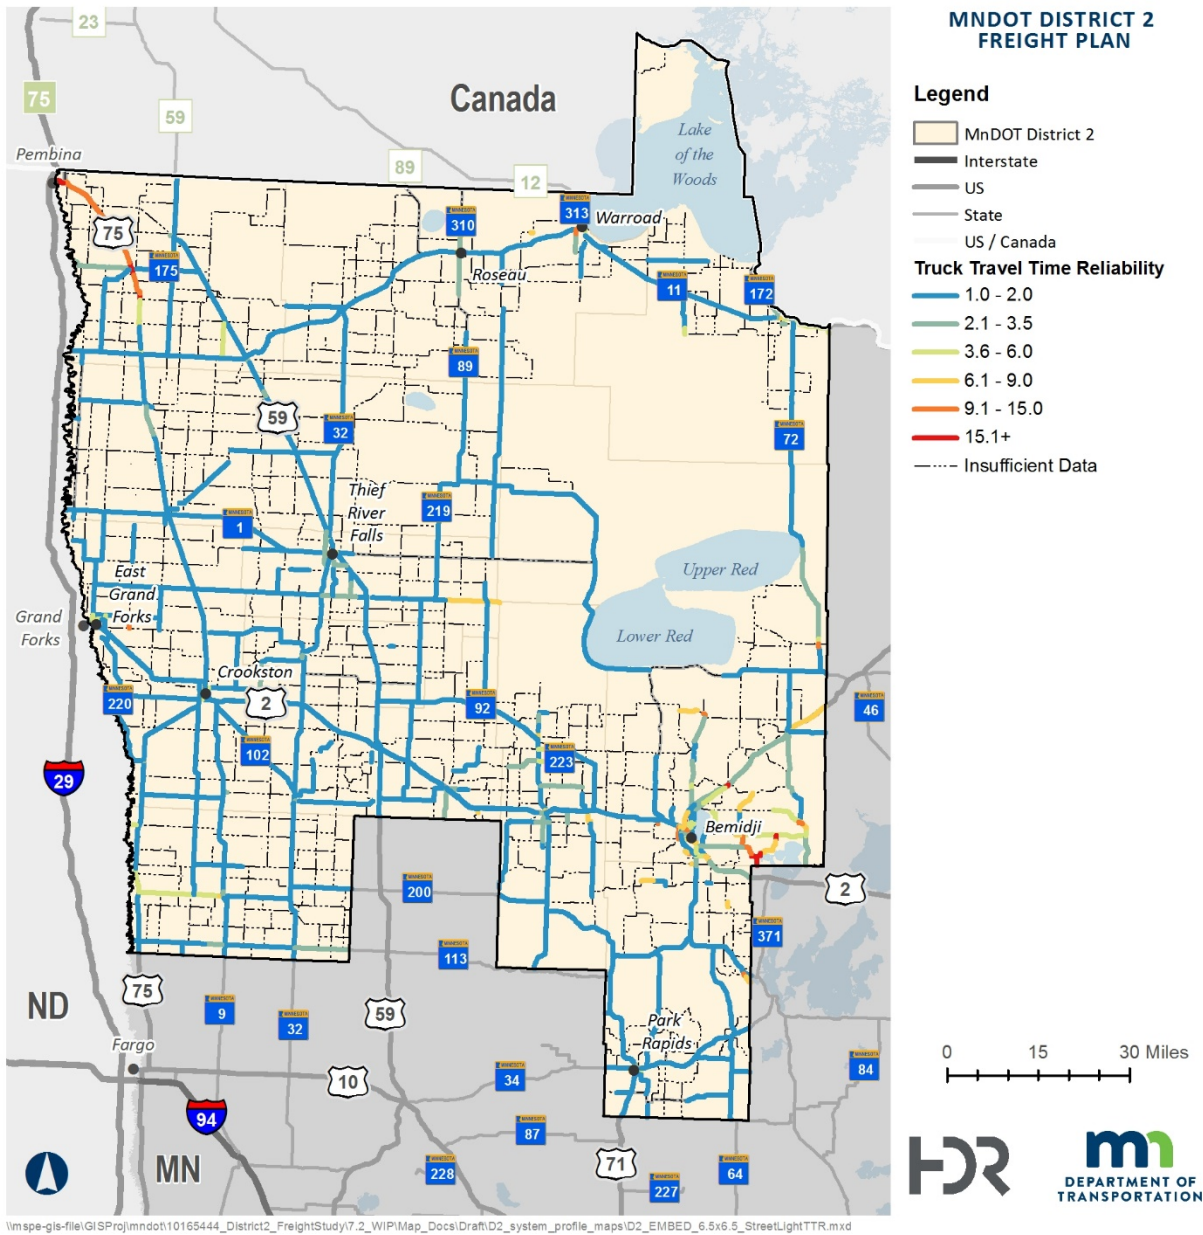 MNDOT DISTRICT 2
FREIGHT PLAN
Legend
MnDOT District 2
Interstate
US
State
US / Canada
Truck Travel Time Reliability
1.0 - 2.0
2.1 - 3.5
3.6 - 6.0
6.1 - 9.0
9.1 - 15.0
15.1+
Insufficient Data
23
75
59
Canada
Pembina
89
12
Lake
of the
Woods
75
310
313
Warroad
175
Roseau
11
172
89
59
32
72
Thief
River
Falls
219
1
East
Grand
Forks
Upper Red
Grand
Forks
Lower Red
Crookston
220
2
92
46
102
223
29
Bemidji
200
2
371
113
75
ND
9
32
59
Park
Rapids
Fargo
10
34
84
94
87
MN
228
71
227
64
0 15 30 Miles
HDR
mn
DEPARTMENT OF
TRANSPORTATION
\\mspe-gis-file\GISProj\mndot\10165444_District2_FreightStudy\7.2_WIP\Map_Docs\Draft\D2_system_profile_maps\D2_EMBED_6.5x6.5_StreetLightTTR.mxd